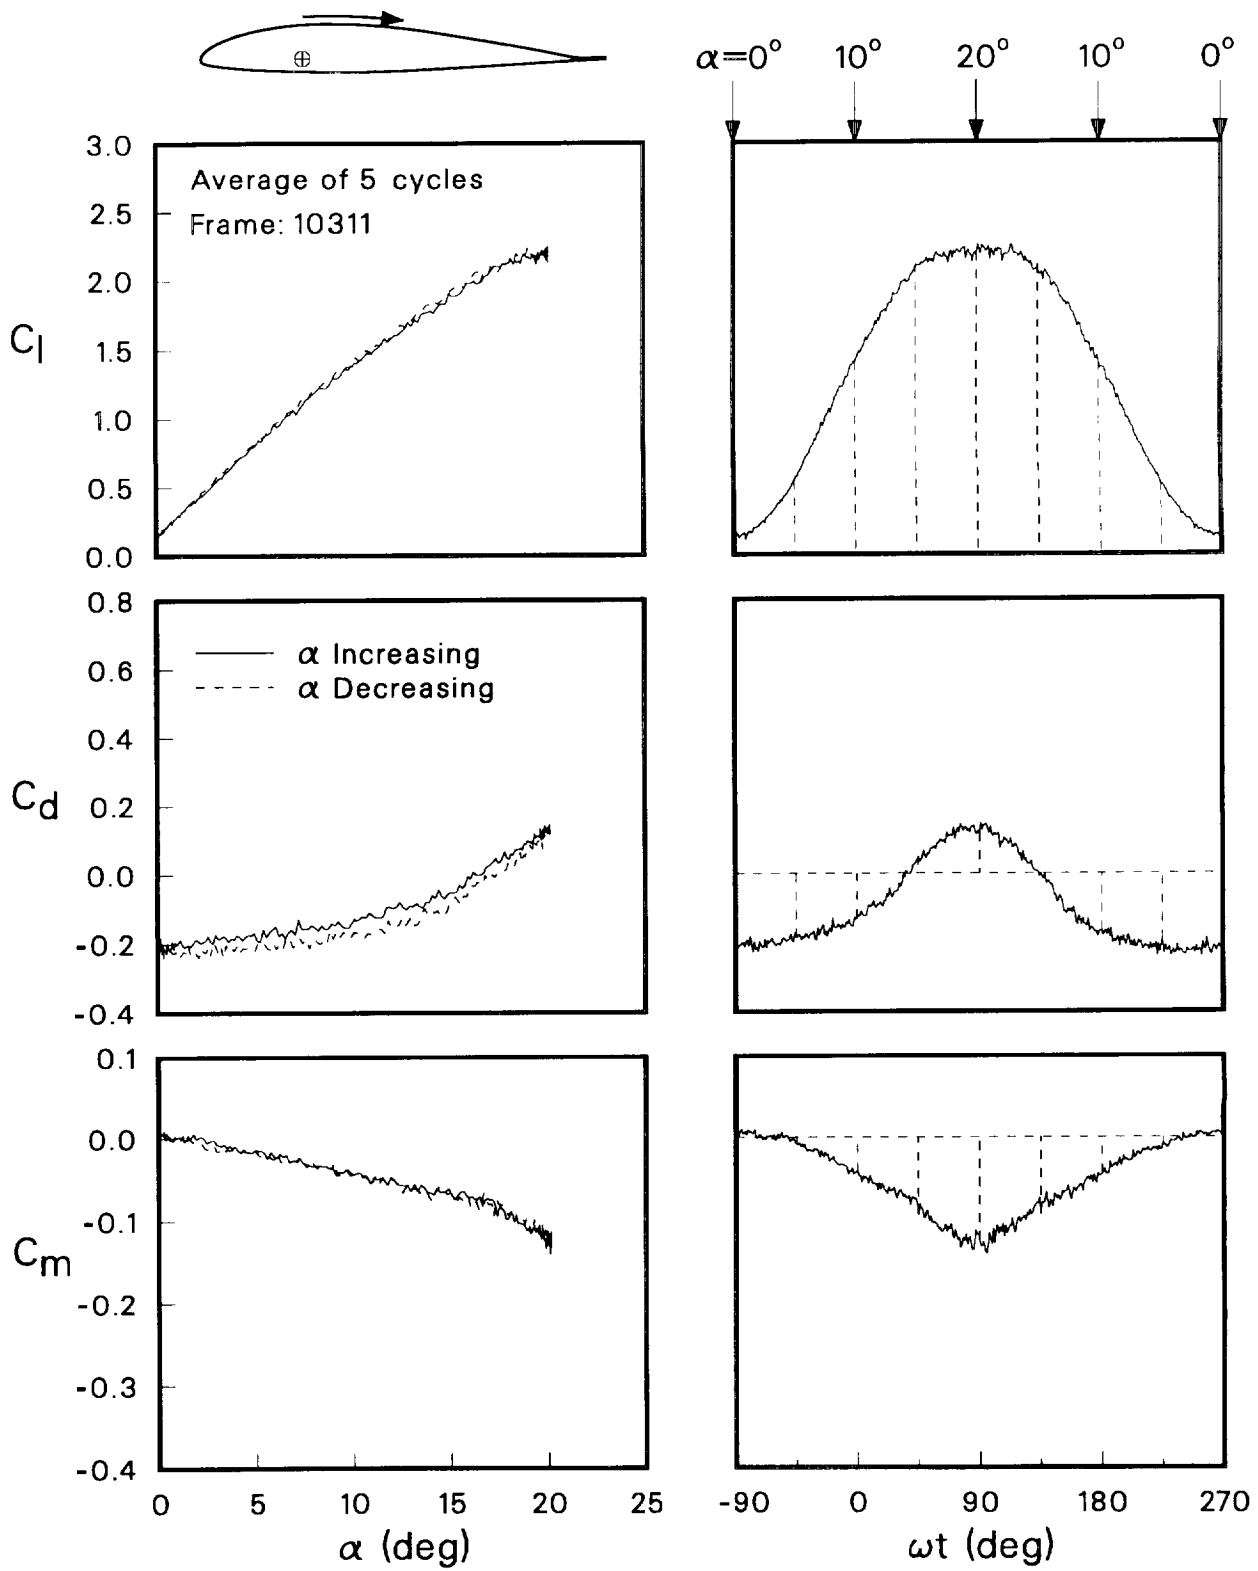 α=0° 10° 20° 10° 0°
3.0
2.5
2.0
1.5
1.0
0.5
0.0
Cl
Average of 5 cycles
Frame: 10311
0.8
0.6
0.4
0.2
0.0
-0.2
-0.4
Cd
α Increasing
α Decreasing
0.1
0.0
-0.1
-0.2
-0.3
-0.4
Cm
0 5 10 15 20 25
α (deg)
-90 0 90 180 270
ωt (deg)